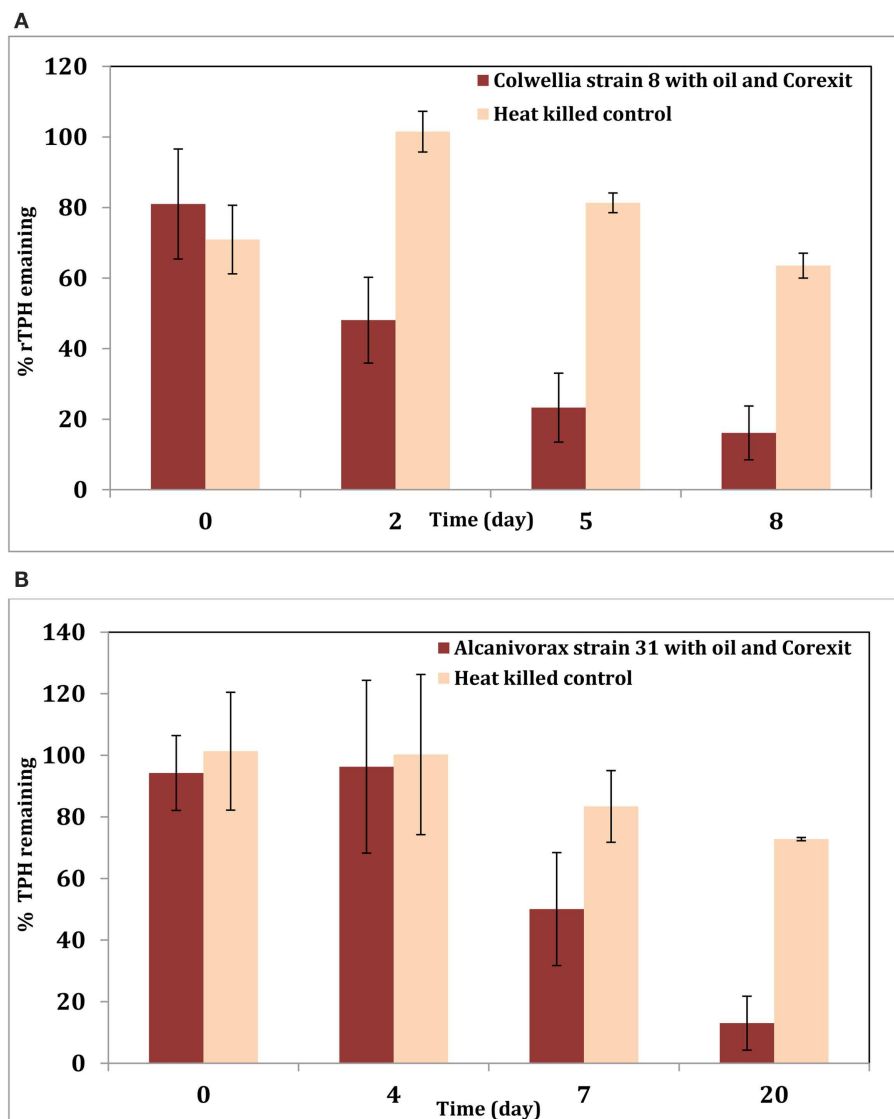 A
120
Colwellia strain 8 with oil and Corexit
Heat killed control
100
80
60
40
20
0
% rTPH emaining
0 2 Time (day) 5 8
B
140
Alcanivorax strain 31 with oil and Corexit
Heat killed control
120
100
80
60
40
20
0
% TPH remaining
0 4 7 20
Time (day)